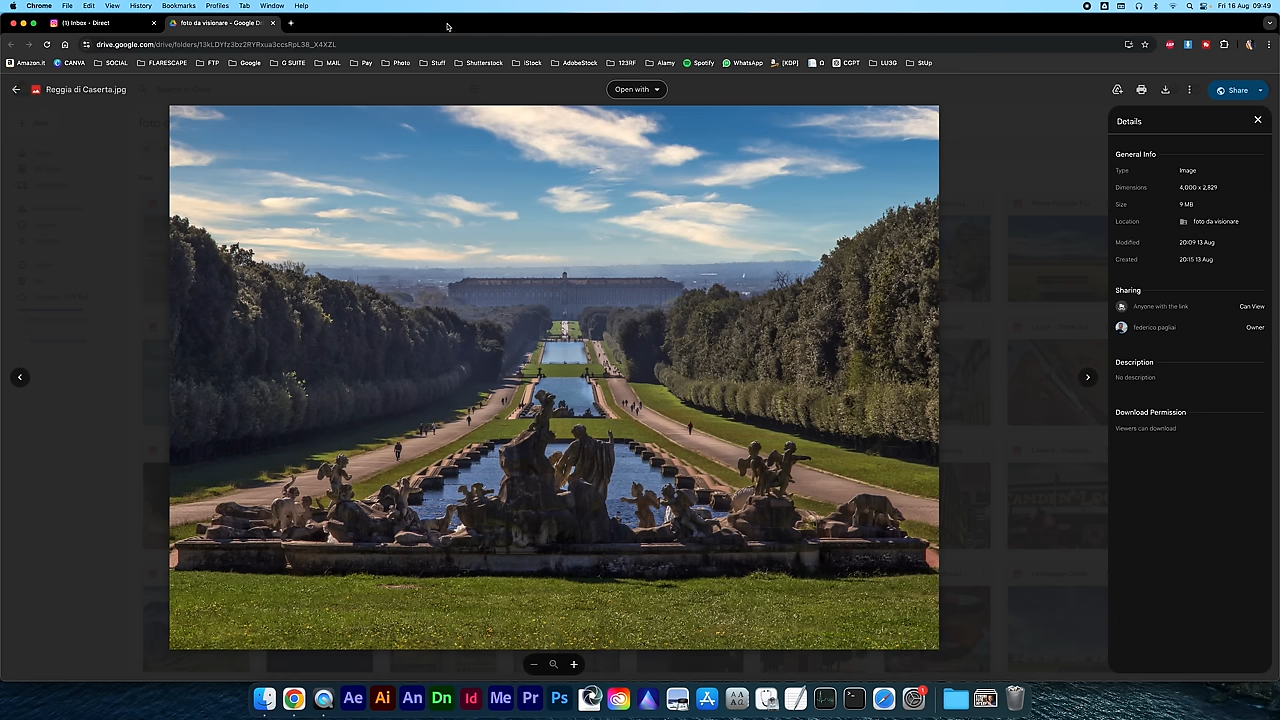 Chrome File Edit View History Bookmarks Profiles Tab Window Help Fri 16 Aug 09:49
(1) Inbox • Direct foto da visionare - Google Dr
drive.google.com/drive/folders/13kLDYfz3bz2RYRxua3ccsRpL38_X4XZL
Amazon.it CANVA SOCIAL FLARESCAPE FTP Google G SUITE MAIL Pay Photo Stuff Shutterstock iStock AdobeStock 123RF Alamy Spotify WhatsApp [KDP] CGPT LU3G StUp
Reggia di Caserta.jpg Open with Share
Details
General Info
Type Image
Dimensions 4,000 x 2,829
Size 9 MB
Location foto da visionare
Modified 20:09 13 Aug
Created 20:15 13 Aug
Sharing
Anyone with the link Can View
federico pagliai Owner
Description
No description
Download Permission
Viewers can download
Ae Ai An Dn Id Me Pr Ps 1